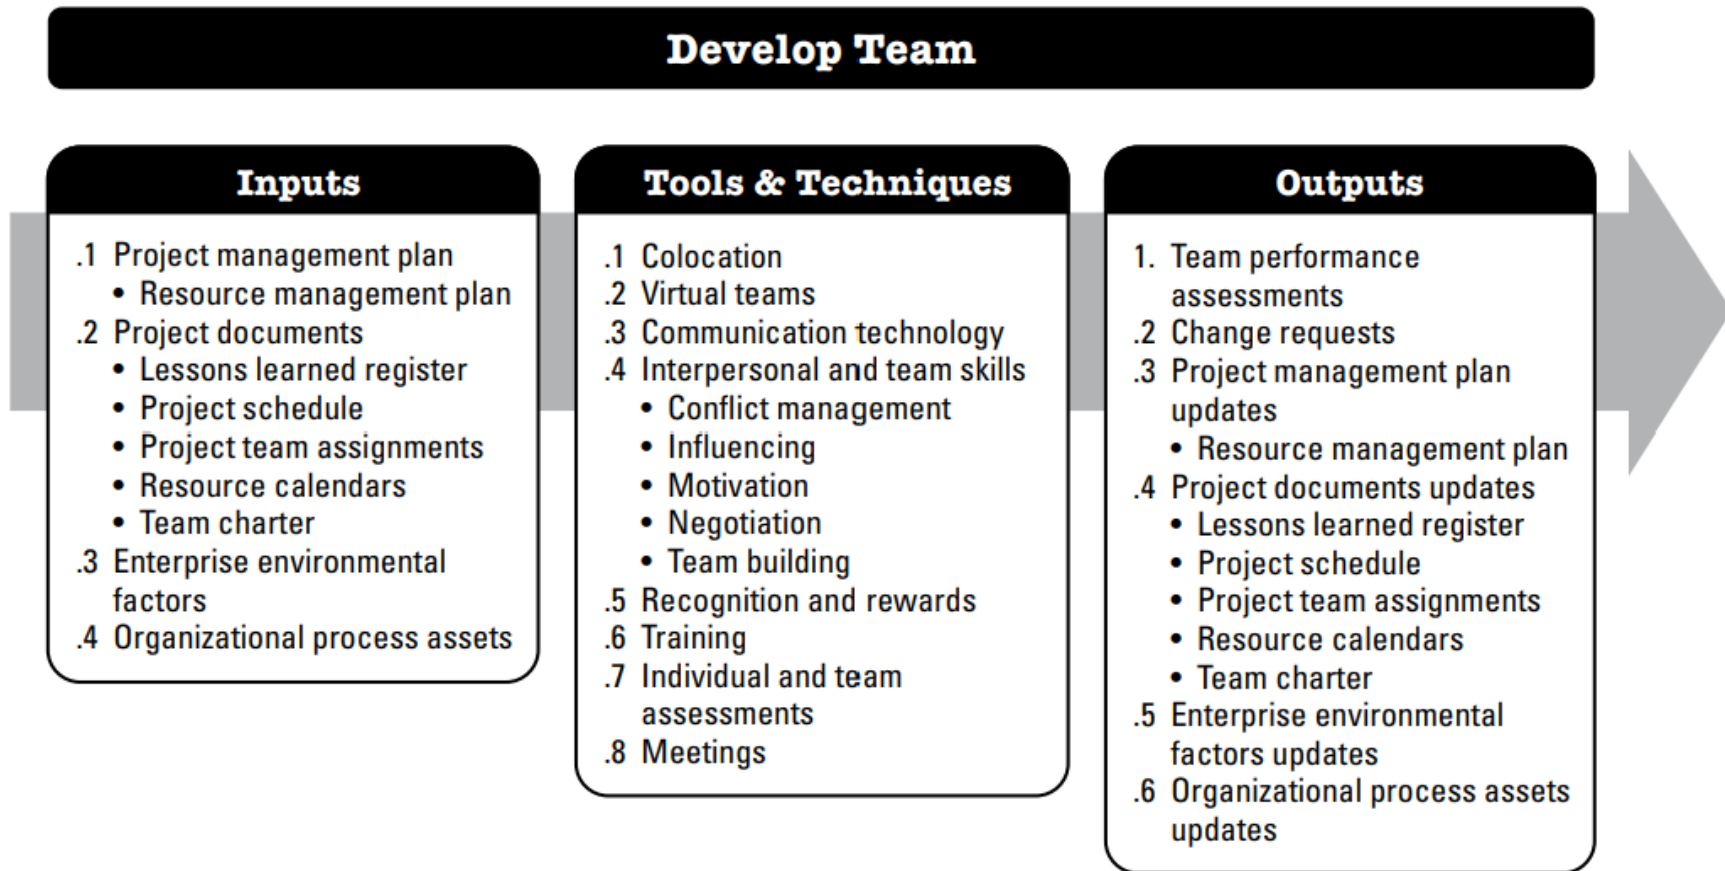 Develop Team
Inputs
.1 Project management plan
• Resource management plan
.2 Project documents
• Lessons learned register
• Project schedule
• Project team assignments
• Resource calendars
• Team charter
.3 Enterprise environmental
factors
.4 Organizational process assets
Tools & Techniques
.1 Colocation
.2 Virtual teams
.3 Communication technology
.4 Interpersonal and team skills
• Conflict management
• Influencing
• Motivation
• Negotiation
• Team building
.5 Recognition and rewards
.6 Training
.7 Individual and team
assessments
.8 Meetings
Outputs
1. Team performance
assessments
.2 Change requests
.3 Project management plan
updates
• Resource management plan
.4 Project documents updates
• Lessons learned register
• Project schedule
• Project team assignments
• Resource calendars
• Team charter
.5 Enterprise environmental
factors updates
.6 Organizational process assets
updates